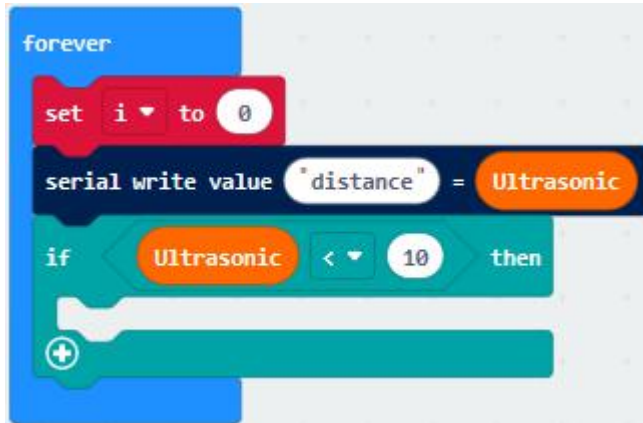 forever
set i to 0
serial write value "distance" = Ultrasonic
if Ultrasonic < 10 then